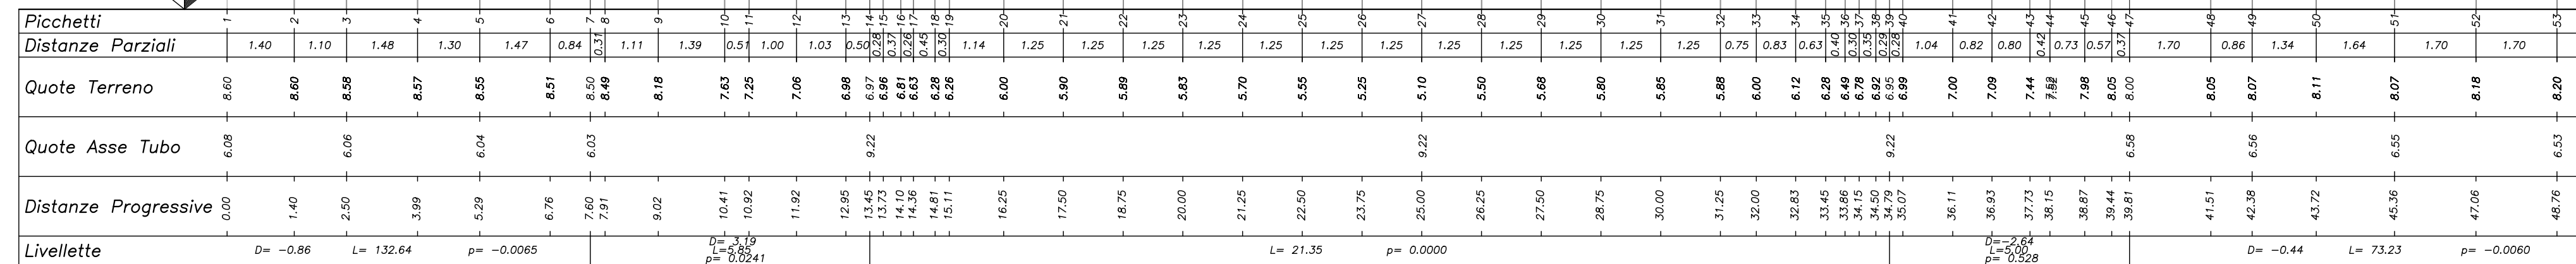 Picchetti 1 2 3 4 5 6 7 8 9 10 11 12 13 14 15 16 17 18 19 20 21 22 23 24 25 26 27 28 29 30 31 32 33 34 35 36 37 38 39 40 41 42 43 44 45 46 47 48 49 50 51 52 53
Distanze Parziali 1.40 1.10 1.48 1.30 1.47 0.84 0.31 1.11 1.39 0.51 1.00 1.03 0.50 0.28 0.37 0.26 0.45 0.30 1.14 1.25 1.25 1.25 1.25 1.25 1.25 1.25 1.25 1.25 1.25 1.25 1.25 0.75 0.83 0.63 0.40 0.30 0.35 0.29 0.28 1.04 0.82 0.80 0.42 0.73 0.57 0.37 1.70 0.86 1.34 1.64 1.70 1.70
Quote Terreno 8.60 8.60 8.58 8.57 8.55 8.51 8.50 8.49 8.18 7.63 7.25 7.06 6.98 6.97 6.96 6.81 6.63 6.28 6.26 6.00 5.90 5.89 5.83 5.70 5.55 5.25 5.10 5.50 5.68 5.80 5.85 5.88 6.00 6.12 6.28 6.49 6.78 6.92 6.95 6.99 7.00 7.09 7.44 7.98 8.05 8.00 8.05 8.07 8.11 8.07 8.18 8.20
Quote Asse Tubo 6.08 6.06 6.04 6.03 9.22 9.22 9.22 6.58 6.56 6.55 6.53
Distanze Progressive 0.00 1.40 2.50 3.99 5.29 6.76 7.60 7.91 9.02 10.41 10.92 11.92 12.95 13.45 13.73 14.10 14.36 14.81 15.11 16.25 17.50 18.75 20.00 21.25 22.50 23.75 25.00 26.25 27.50 28.75 30.00 31.25 32.00 32.83 33.45 33.86 34.15 34.50 34.79 35.07 36.11 36.93 37.73 38.15 38.87 39.44 39.81 41.51 42.38 43.72 45.36 47.06 48.76
Livellette D= -0.86 L= 132.64 p= -0.0065 D= 3.19 L=5.85 p= 0.0241 L= 21.35 p= 0.0000 D=-2.64 L=5.00 p= 0.528 D= -0.44 L= 73.23 p= -0.0060